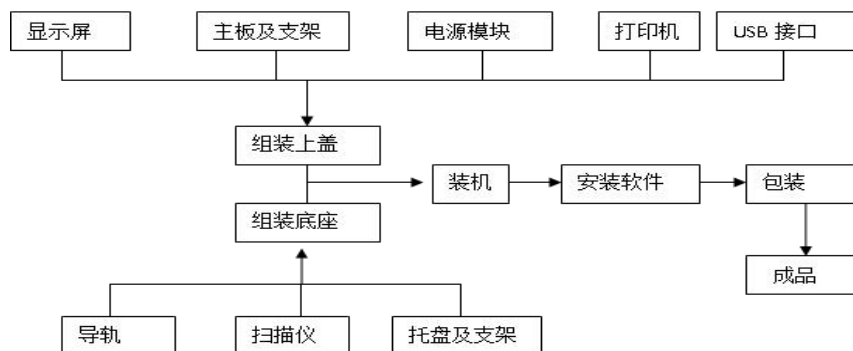 显示屏
主板及支架
电源模块
打印机
USB 接口
组装上盖
装机
安装软件
包装
组装底座
成品
导轨
扫描仪
托盘及支架